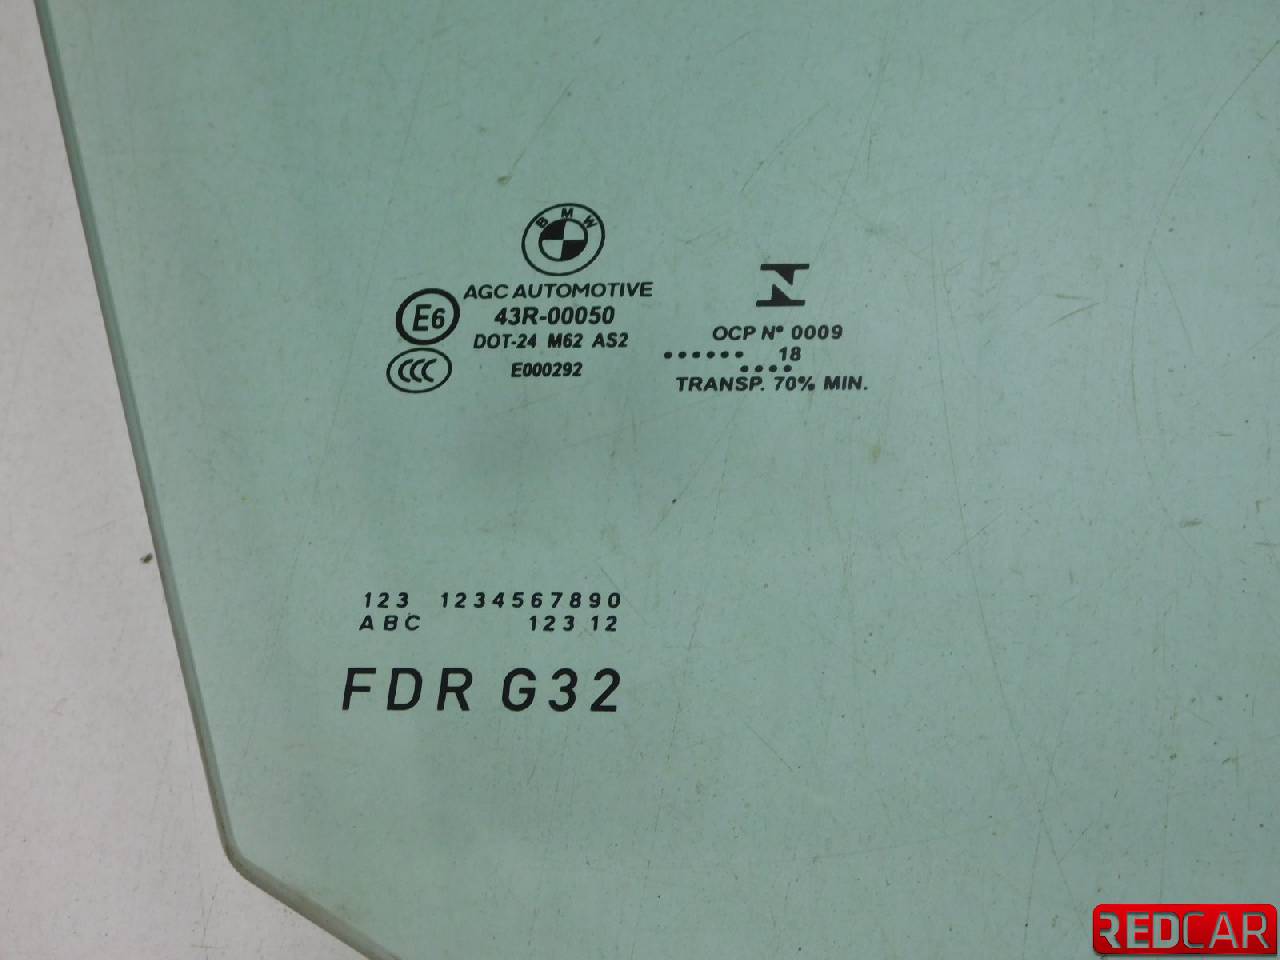 BMW
AGC AUTOMOTIVE
E6
43R-00050
DOT-24 M62 AS2
CCC
E000292
N
OCP Nº 0009
•••••• 18
••••
TRANSP. 70% MIN.
123 1234567890
ABC 123 12
FDR G32
REDCAR